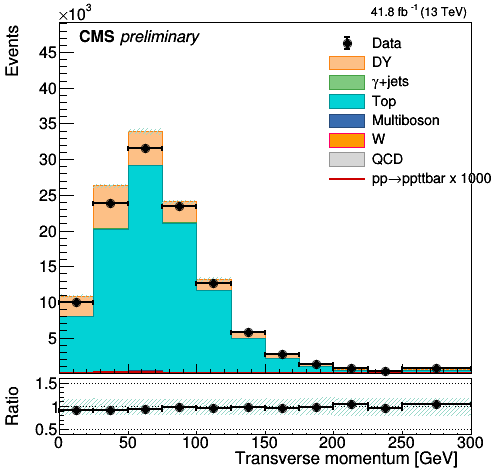 ×10³
41.8 fb⁻¹ (13 TeV)
CMS preliminary
Events
45
40
35
30
25
20
15
10
5
Data
DY
γ+jets
Top
Multiboson
W
QCD
pp→ppttbar x 1000
Ratio
1.5
1
0.5
0 50 100 150 200 250 300
Transverse momentum [GeV]